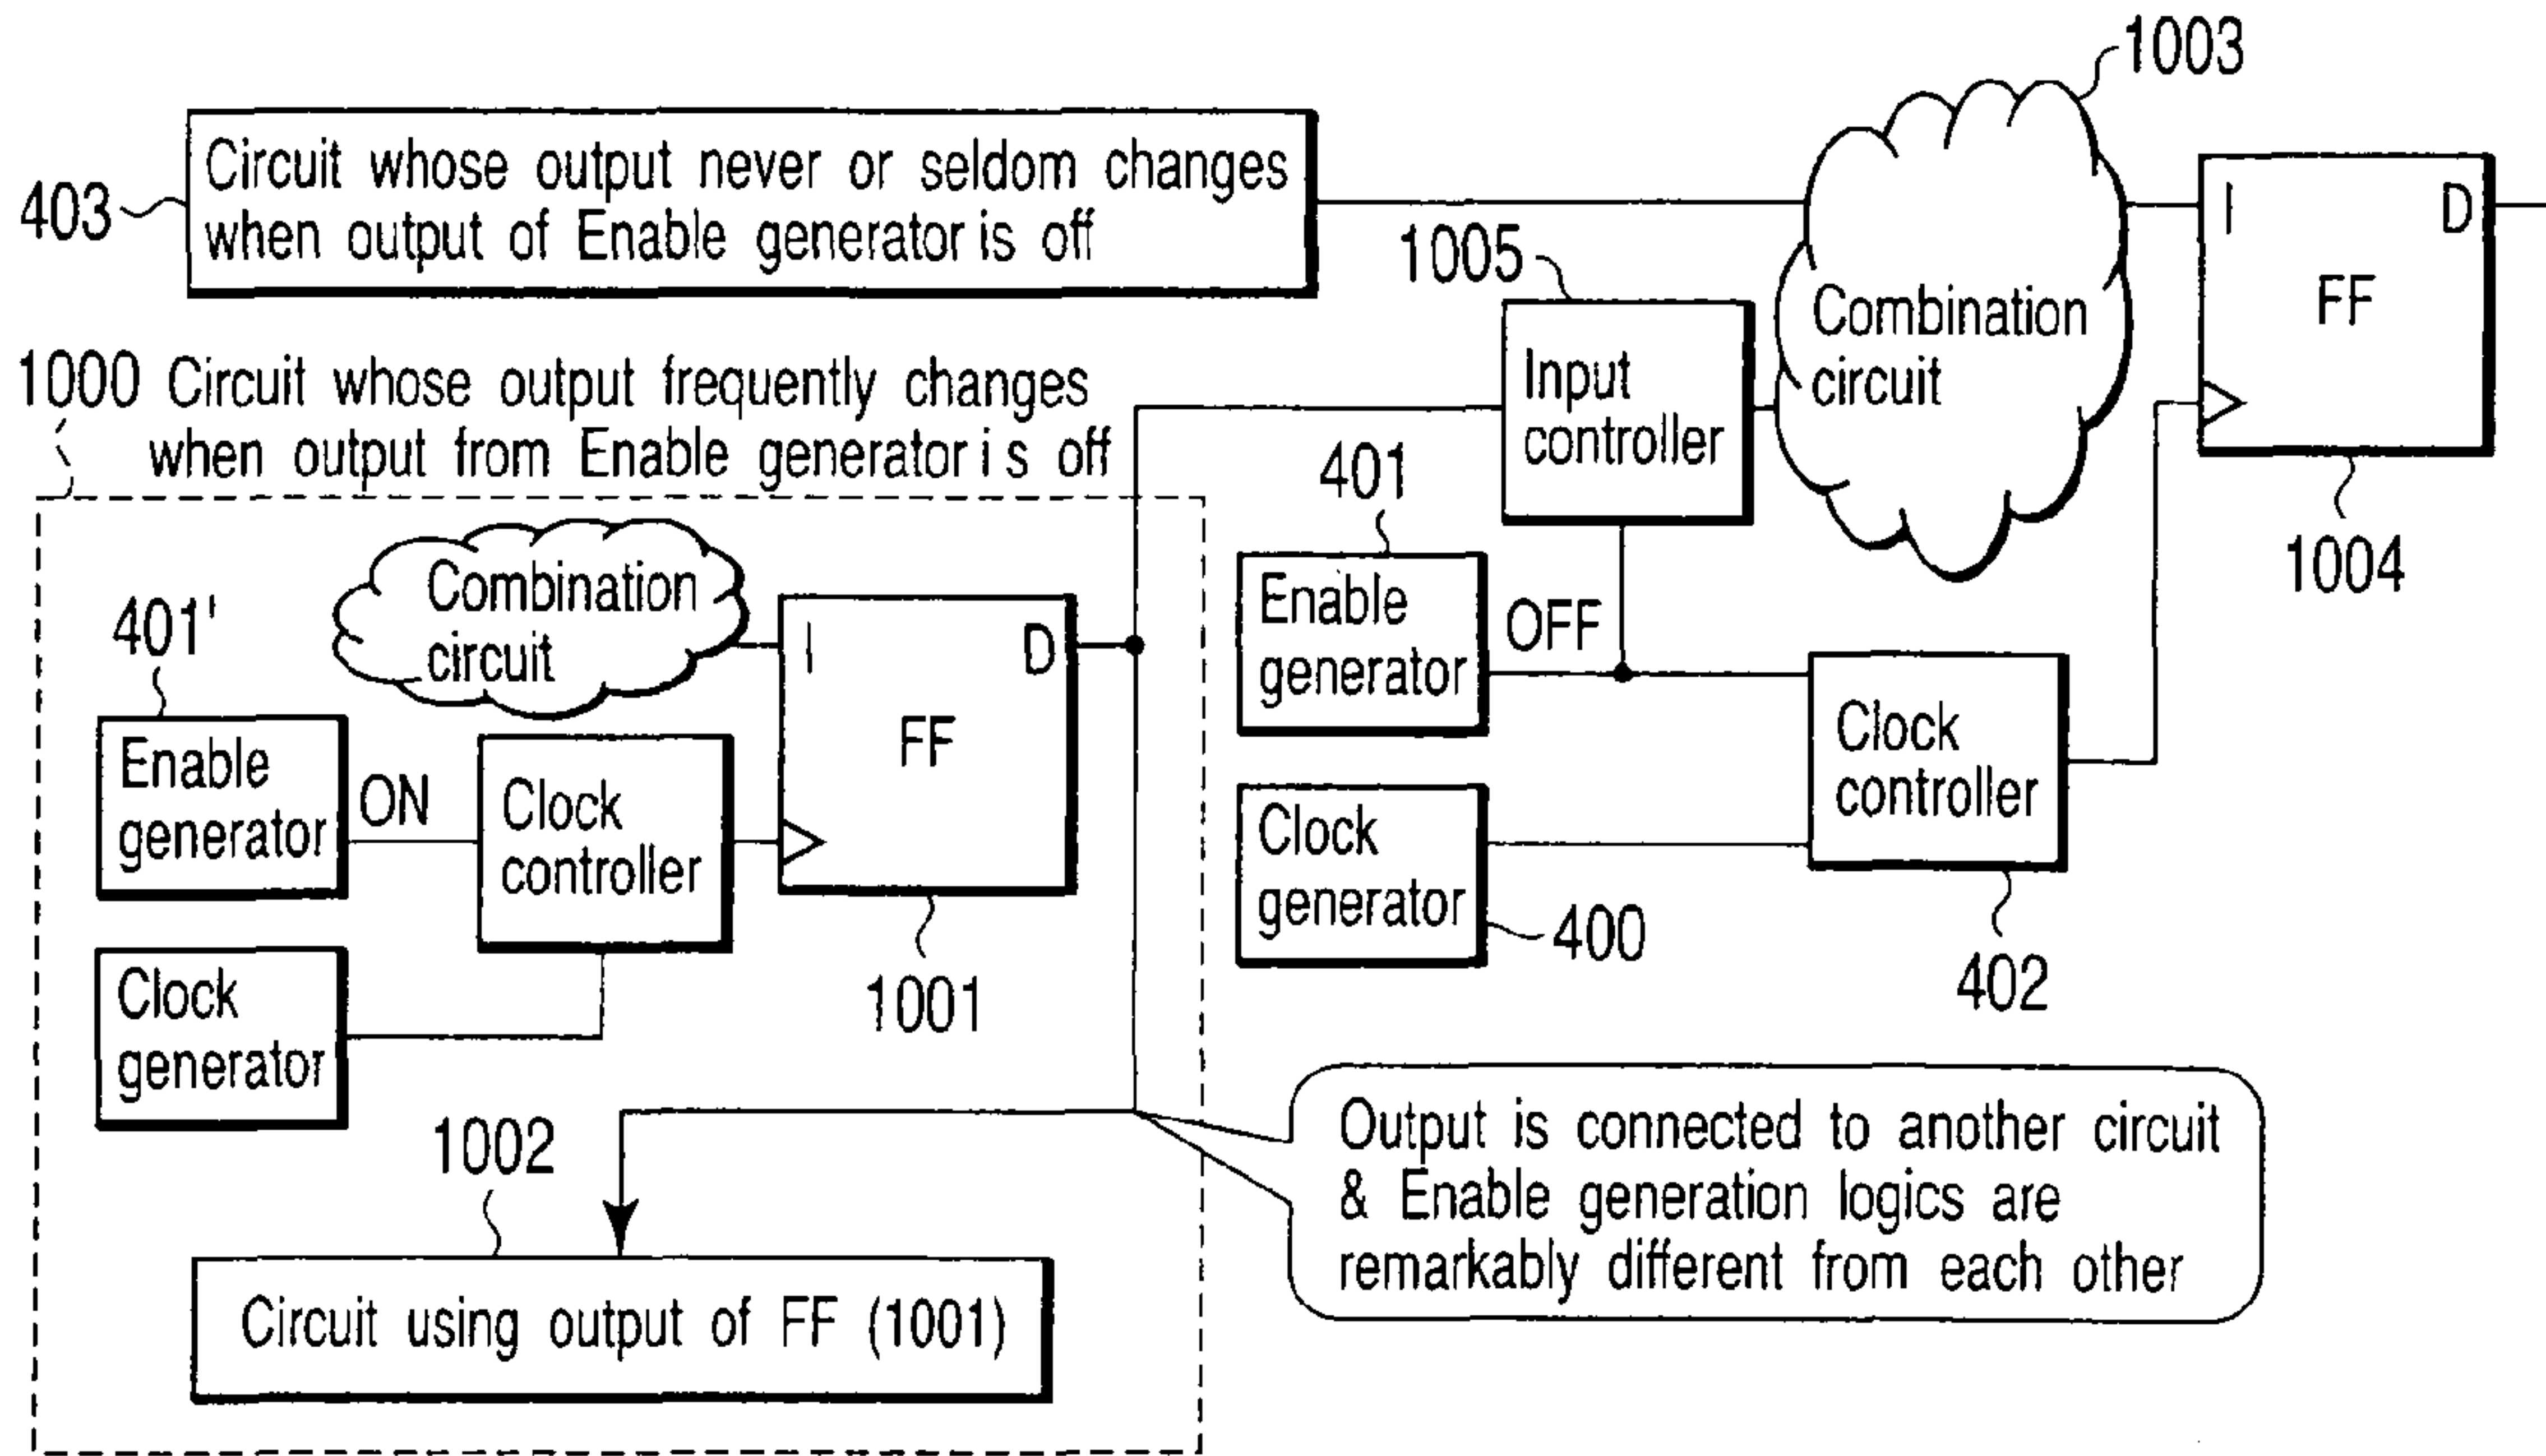 1003
403
Circuit whose output never or seldom changes
when output of Enable generator is off
I
D
FF
1004
1005
Input
controller
Combination
circuit
1000 Circuit whose output frequently changes
when output from Enable generator is off
401
Enable
generator
OFF
Clock
controller
402
Clock
generator
400
Combination
circuit
401'
Enable
generator
ON
Clock
controller
I
D
FF
1001
Clock
generator
1002
Circuit using output of FF (1001)
Output is connected to another circuit
& Enable generation logics are
remarkably different from each other